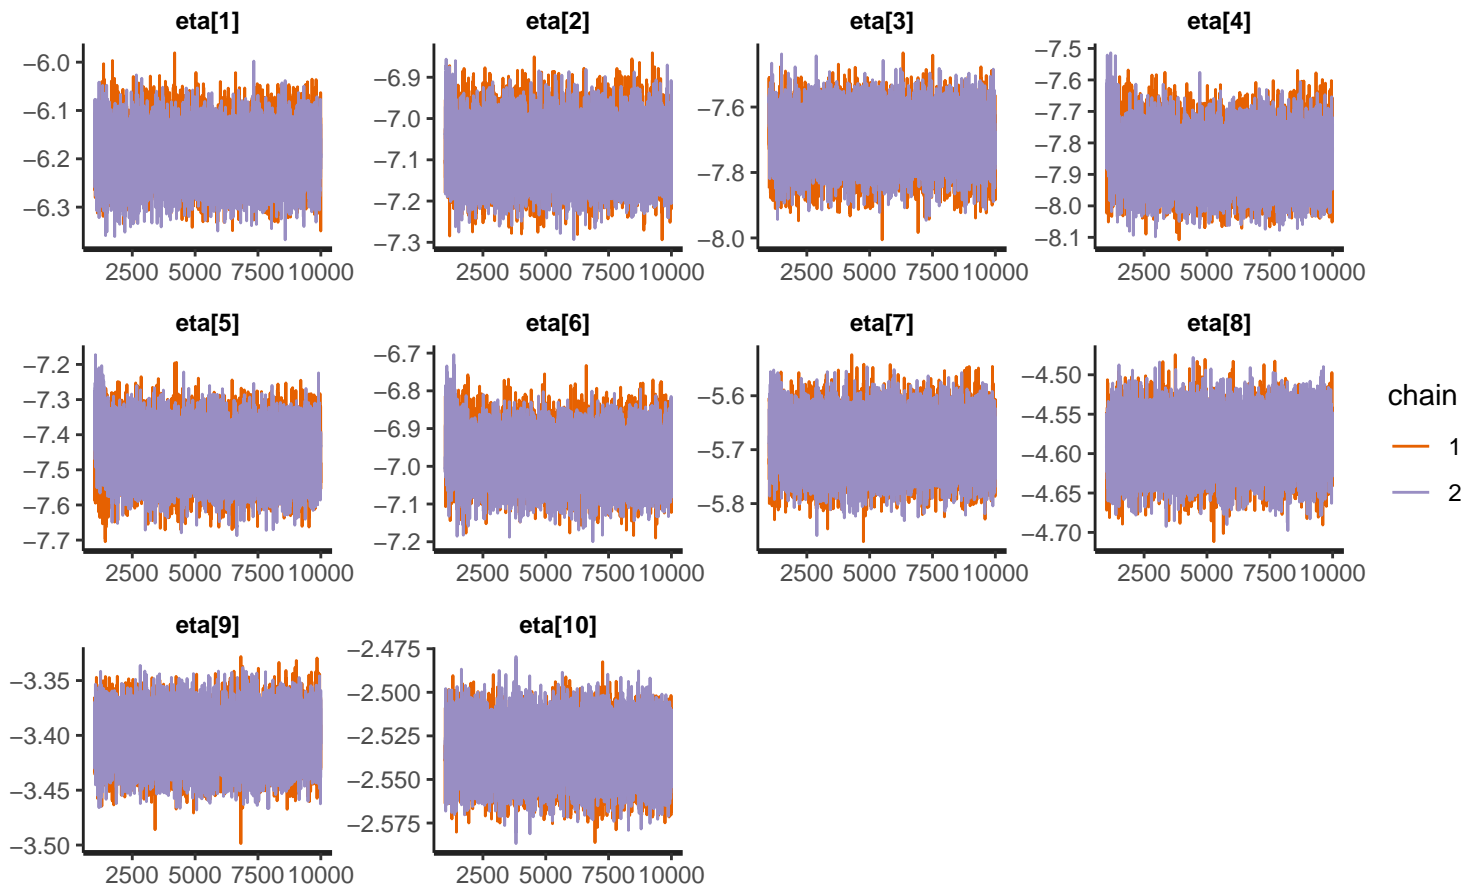 eta[1] eta[2] eta[3] eta[4]
−6.0 −6.1 −6.2 −6.3
−6.9 −7.0 −7.1 −7.2 −7.3
−7.6 −7.8 −8.0
−7.5 −7.6 −7.7 −7.8 −7.9 −8.0 −8.1
2500 5000 7500 10000 2500 5000 7500 10000 2500 5000 7500 10000 2500 5000 7500 10000
eta[5] eta[6] eta[7] eta[8]
−7.2 −7.3 −7.4 −7.5 −7.6 −7.7
−6.7 −6.8 −6.9 −7.0 −7.1 −7.2
−5.6 −5.7 −5.8
−4.50 −4.55 −4.60 −4.65 −4.70
2500 5000 7500 10000 2500 5000 7500 10000 2500 5000 7500 10000 2500 5000 7500 10000
eta[9] eta[10]
−3.35 −3.40 −3.45 −3.50
−2.475 −2.500 −2.525 −2.550 −2.575
2500 5000 7500 10000 2500 5000 7500 10000
chain
1
2